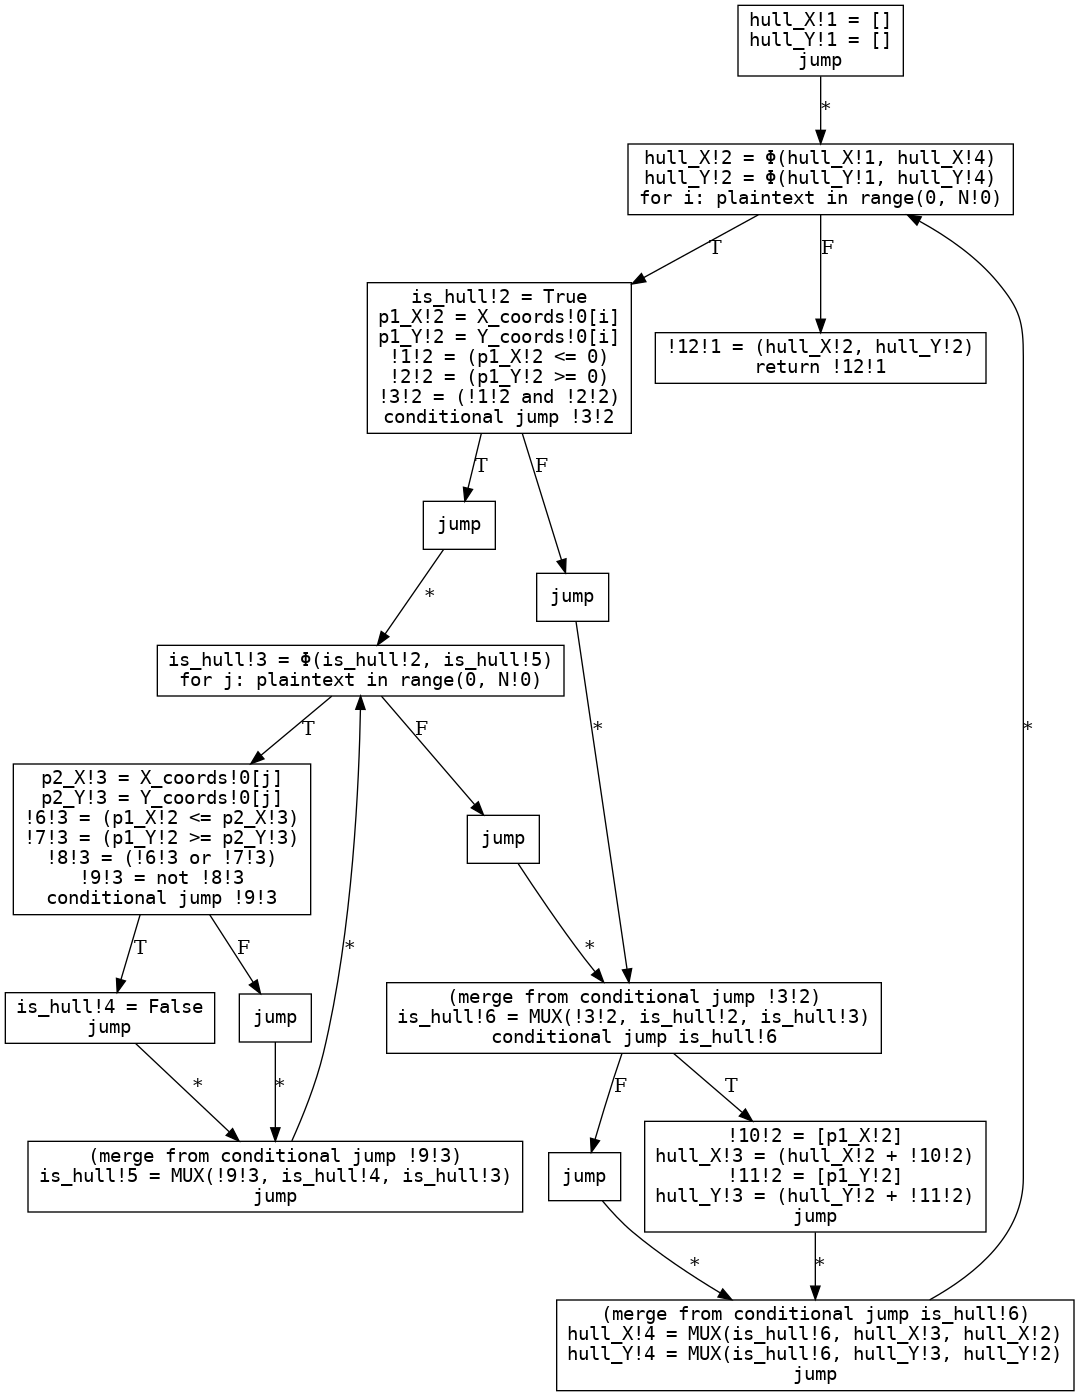 hull_X!1 = []
hull_Y!1 = []
jump
*
hull_X!2 = Φ(hull_X!1, hull_X!4)
hull_Y!2 = Φ(hull_Y!1, hull_Y!4)
for i: plaintext in range(0, N!0)
T
F
is_hull!2 = True
p1_X!2 = X_coords!0[i]
p1_Y!2 = Y_coords!0[i]
!1!2 = (p1_X!2 <= 0)
!2!2 = (p1_Y!2 >= 0)
!3!2 = (!1!2 and !2!2)
conditional jump !3!2
!12!1 = (hull_X!2, hull_Y!2)
return !12!1
T
F
jump
jump
*
is_hull!3 = Φ(is_hull!2, is_hull!5)
for j: plaintext in range(0, N!0)
T
F
*
*
p2_X!3 = X_coords!0[j]
p2_Y!3 = Y_coords!0[j]
!6!3 = (p1_X!2 <= p2_X!3)
!7!3 = (p1_Y!2 >= p2_Y!3)
!8!3 = (!6!3 or !7!3)
!9!3 = not !8!3
conditional jump !9!3
jump
T
F
*
*
is_hull!4 = False
jump
jump
(merge from conditional jump !3!2)
is_hull!6 = MUX(!3!2, is_hull!2, is_hull!3)
conditional jump is_hull!6
*
*
F
T
(merge from conditional jump !9!3)
is_hull!5 = MUX(!9!3, is_hull!4, is_hull!3)
jump
jump
!10!2 = [p1_X!2]
hull_X!3 = (hull_X!2 + !10!2)
!11!2 = [p1_Y!2]
hull_Y!3 = (hull_Y!2 + !11!2)
jump
*
*
(merge from conditional jump is_hull!6)
hull_X!4 = MUX(is_hull!6, hull_X!3, hull_X!2)
hull_Y!4 = MUX(is_hull!6, hull_Y!3, hull_Y!2)
jump